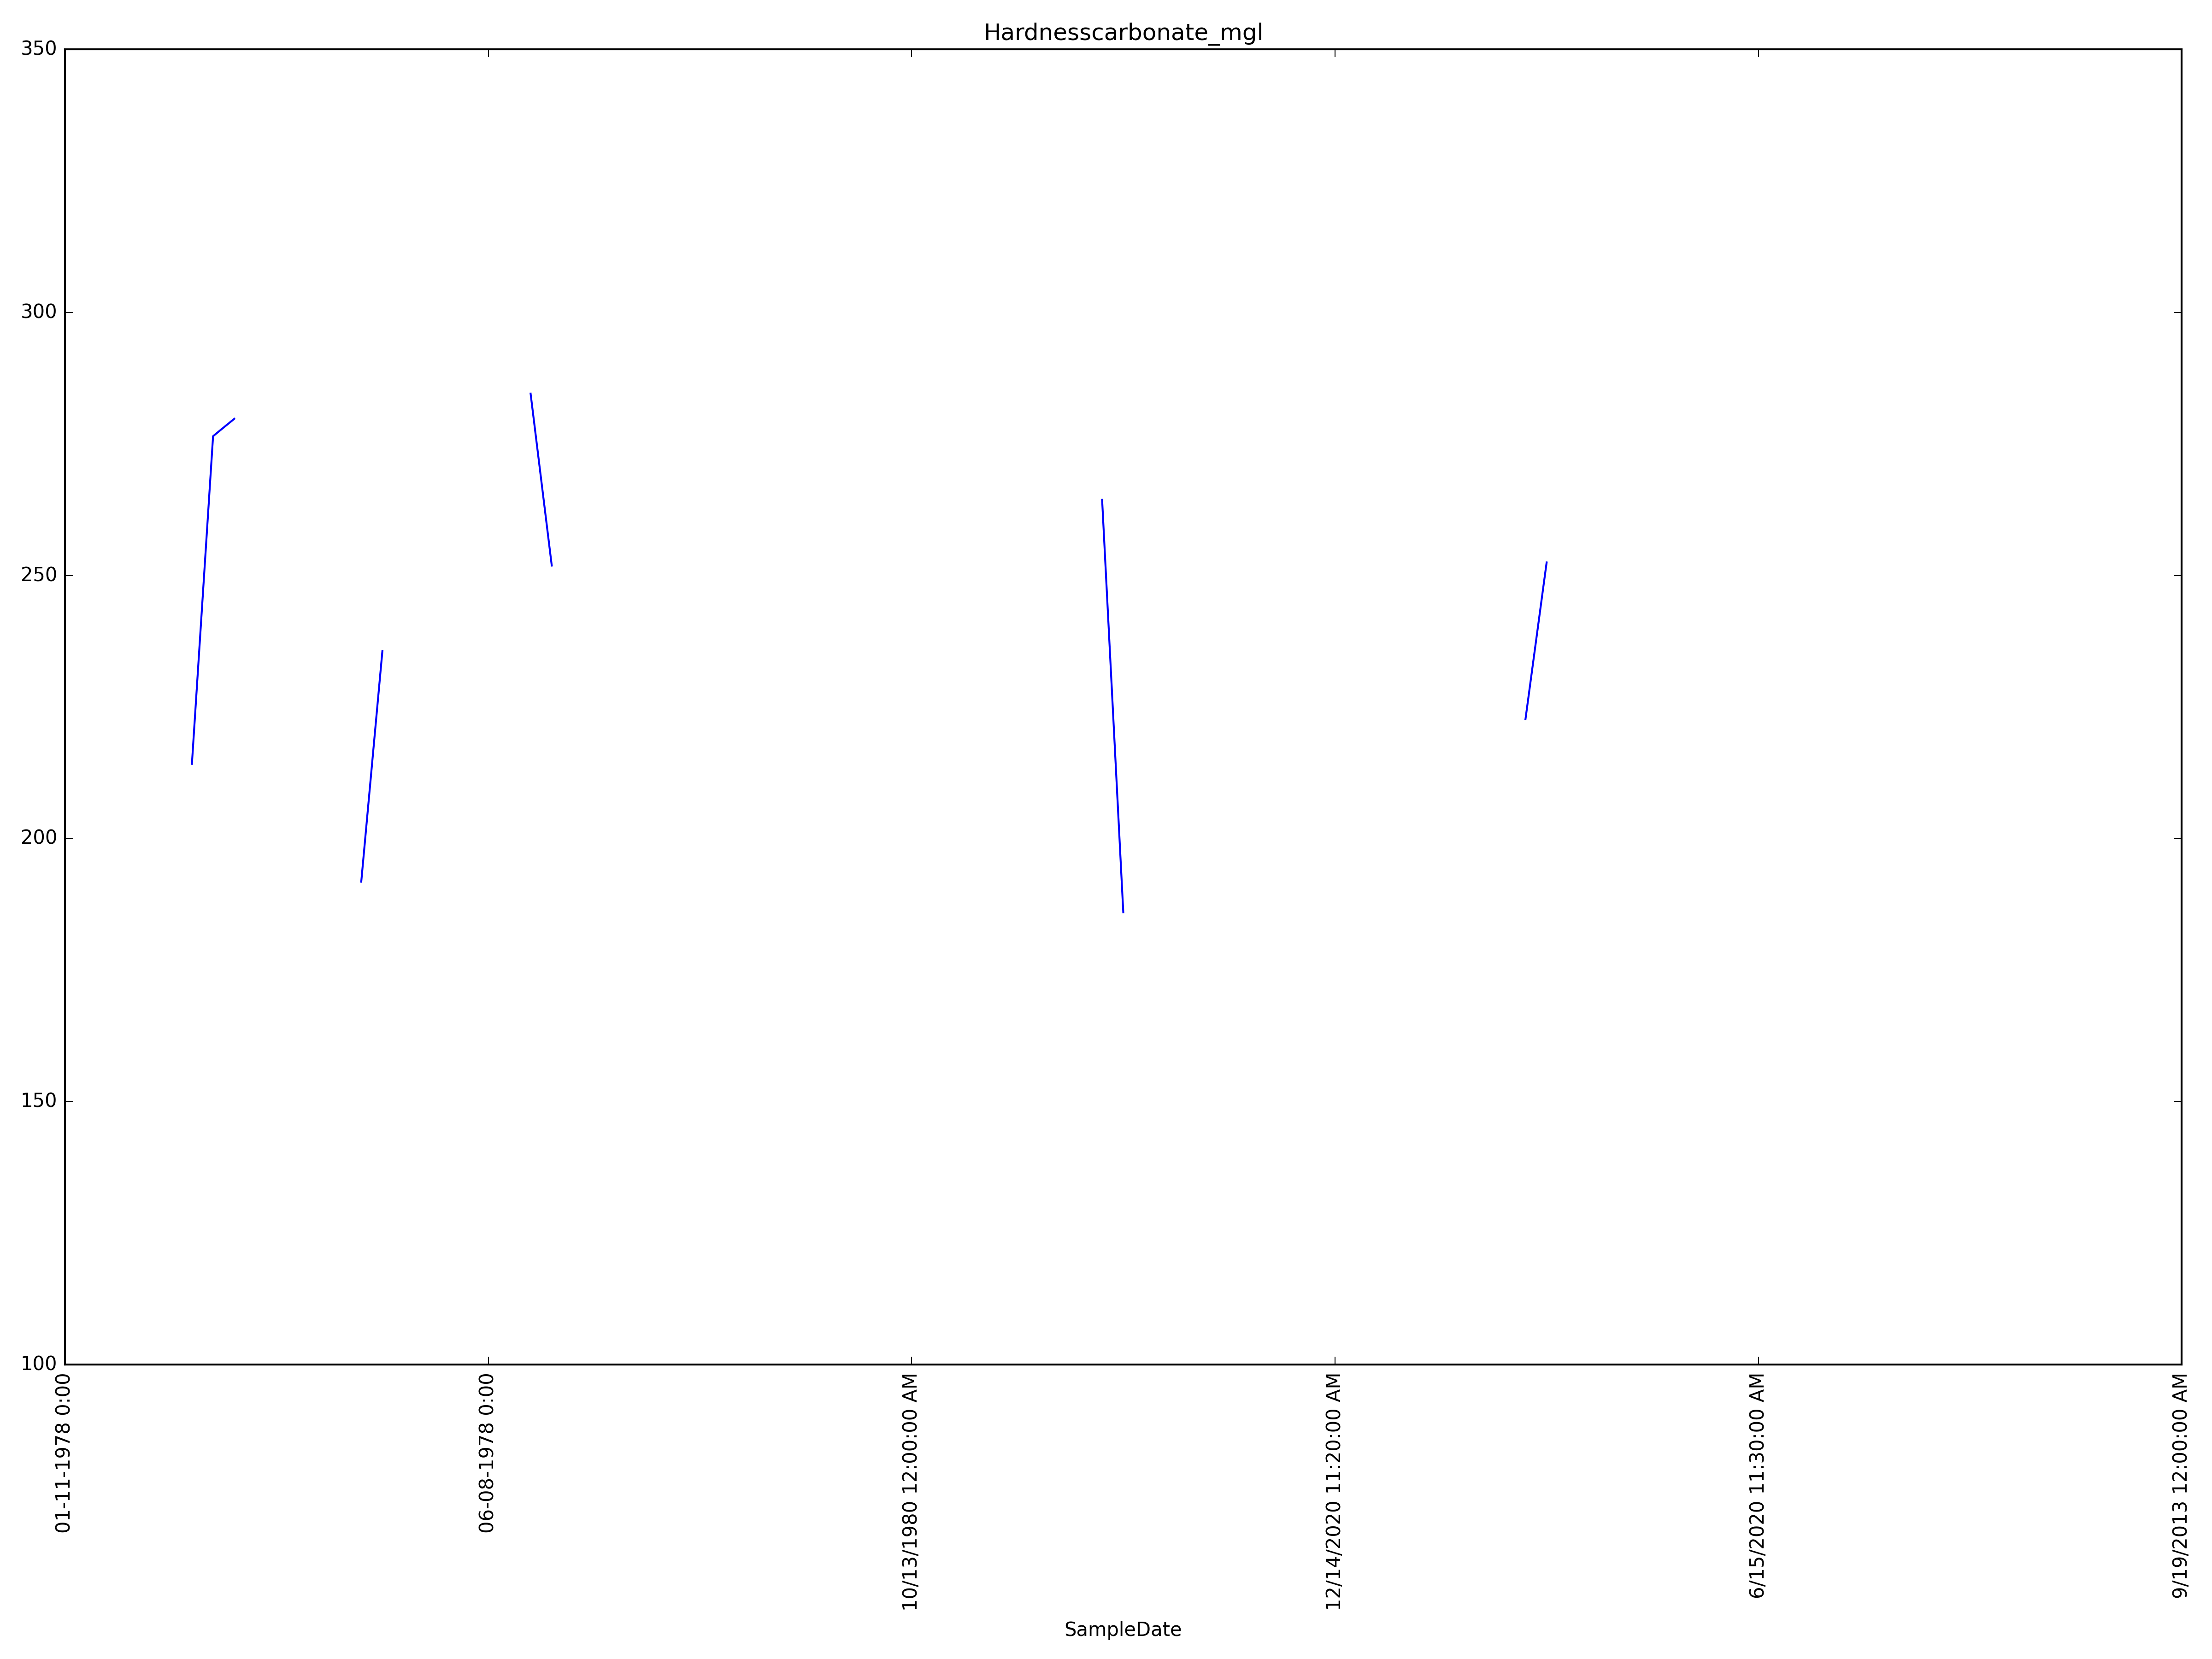 Hardnesscarbonate_mgl
350
300
250
200
150
100
01-11-1978 0:00
06-08-1978 0:00
10/13/1980 12:00:00 AM
12/14/2020 11:20:00 AM
6/15/2020 11:30:00 AM
9/19/2013 12:00:00 AM
SampleDate